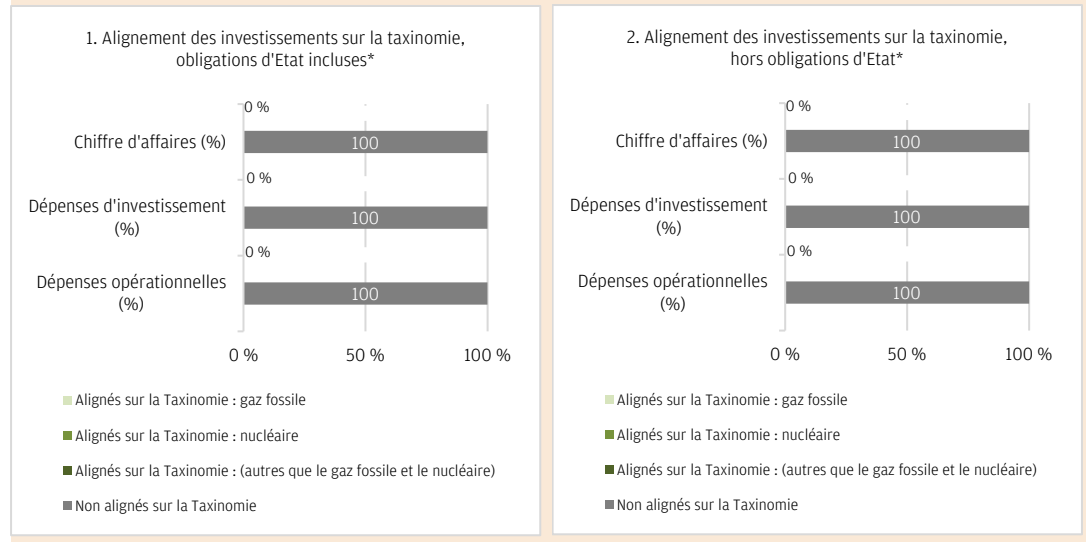 1. Alignement des investissements sur la taxinomie,
obligations d'Etat incluses*
0 %
Chiffre d'affaires (%)
100
0 %
Dépenses d'investissement
(%)
100
0 %
Dépenses opérationnelles
(%)
100
0 %
50 %
100 %
Alignés sur la Taxinomie : gaz fossile
Alignés sur la Taxinomie : nucléaire
Alignés sur la Taxinomie : (autres que le gaz fossile et le nucléaire)
Non alignés sur la Taxinomie
2. Alignement des investissements sur la taxinomie,
hors obligations d'Etat*
0 %
Chiffre d'affaires (%)
100
0 %
Dépenses d'investissement
(%)
100
0 %
Dépenses opérationnelles
(%)
100
0 %
50 %
100 %
Alignés sur la Taxinomie : gaz fossile
Alignés sur la Taxinomie : nucléaire
Alignés sur la Taxinomie : (autres que le gaz fossile et le nucléaire)
Non alignés sur la Taxinomie